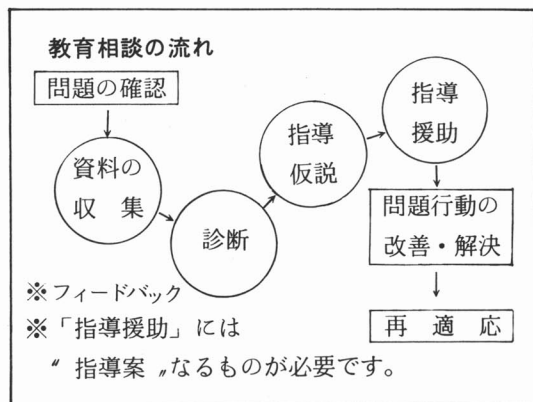 教育相談の流れ
問題の確認
資料の
収集
診断
指導
仮説
指導
援助
問題行動の
改善・解決
再適応
※フィードバック
※「指導援助」には
〝指導案〟なるものが必要です。